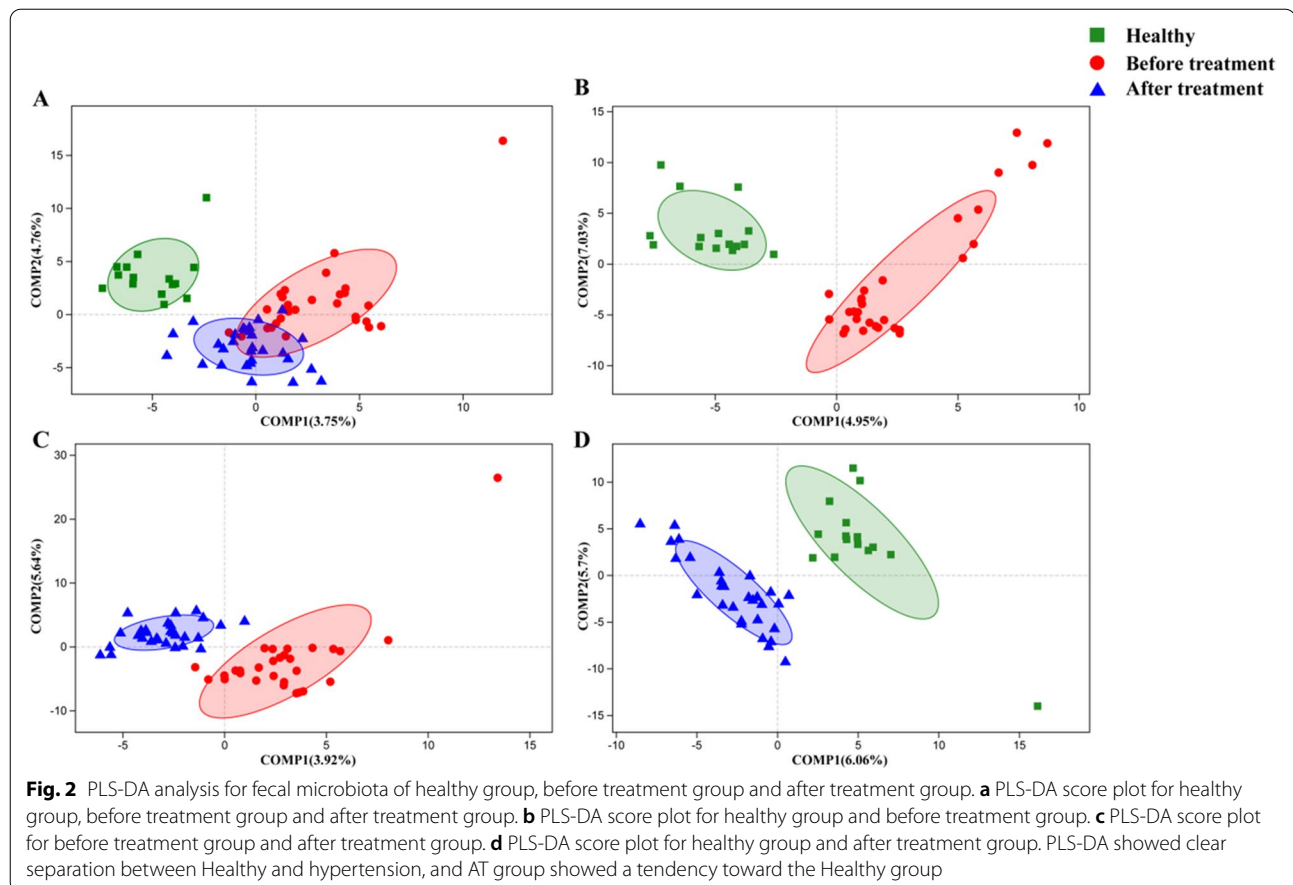 Healthy
Before treatment
After treatment
A
15
10
5
0
-5
COMP2(4.76%)
-5 0 5 10
COMP1(3.75%)
B
15
10
5
0
-5
-10
COMP2(7.03%)
-5 0 5 10
COMP1(4.95%)
C
30
20
10
0
-10
COMP2(5.64%)
-5 0 5 10 15
COMP1(3.92%)
D
10
5
0
-5
-10
-15
COMP2(5.7%)
-10 -5 0 5 10 15
COMP1(6.06%)
Fig. 2 PLS-DA analysis for fecal microbiota of healthy group, before treatment group and after treatment group. a PLS-DA score plot for healthy
group, before treatment group and after treatment group. b PLS-DA score plot for healthy group and before treatment group. c PLS-DA score plot
for before treatment group and after treatment group. d PLS-DA score plot for healthy group and after treatment group. PLS-DA showed clear
separation between Healthy and hypertension, and AT group showed a tendency toward the Healthy group